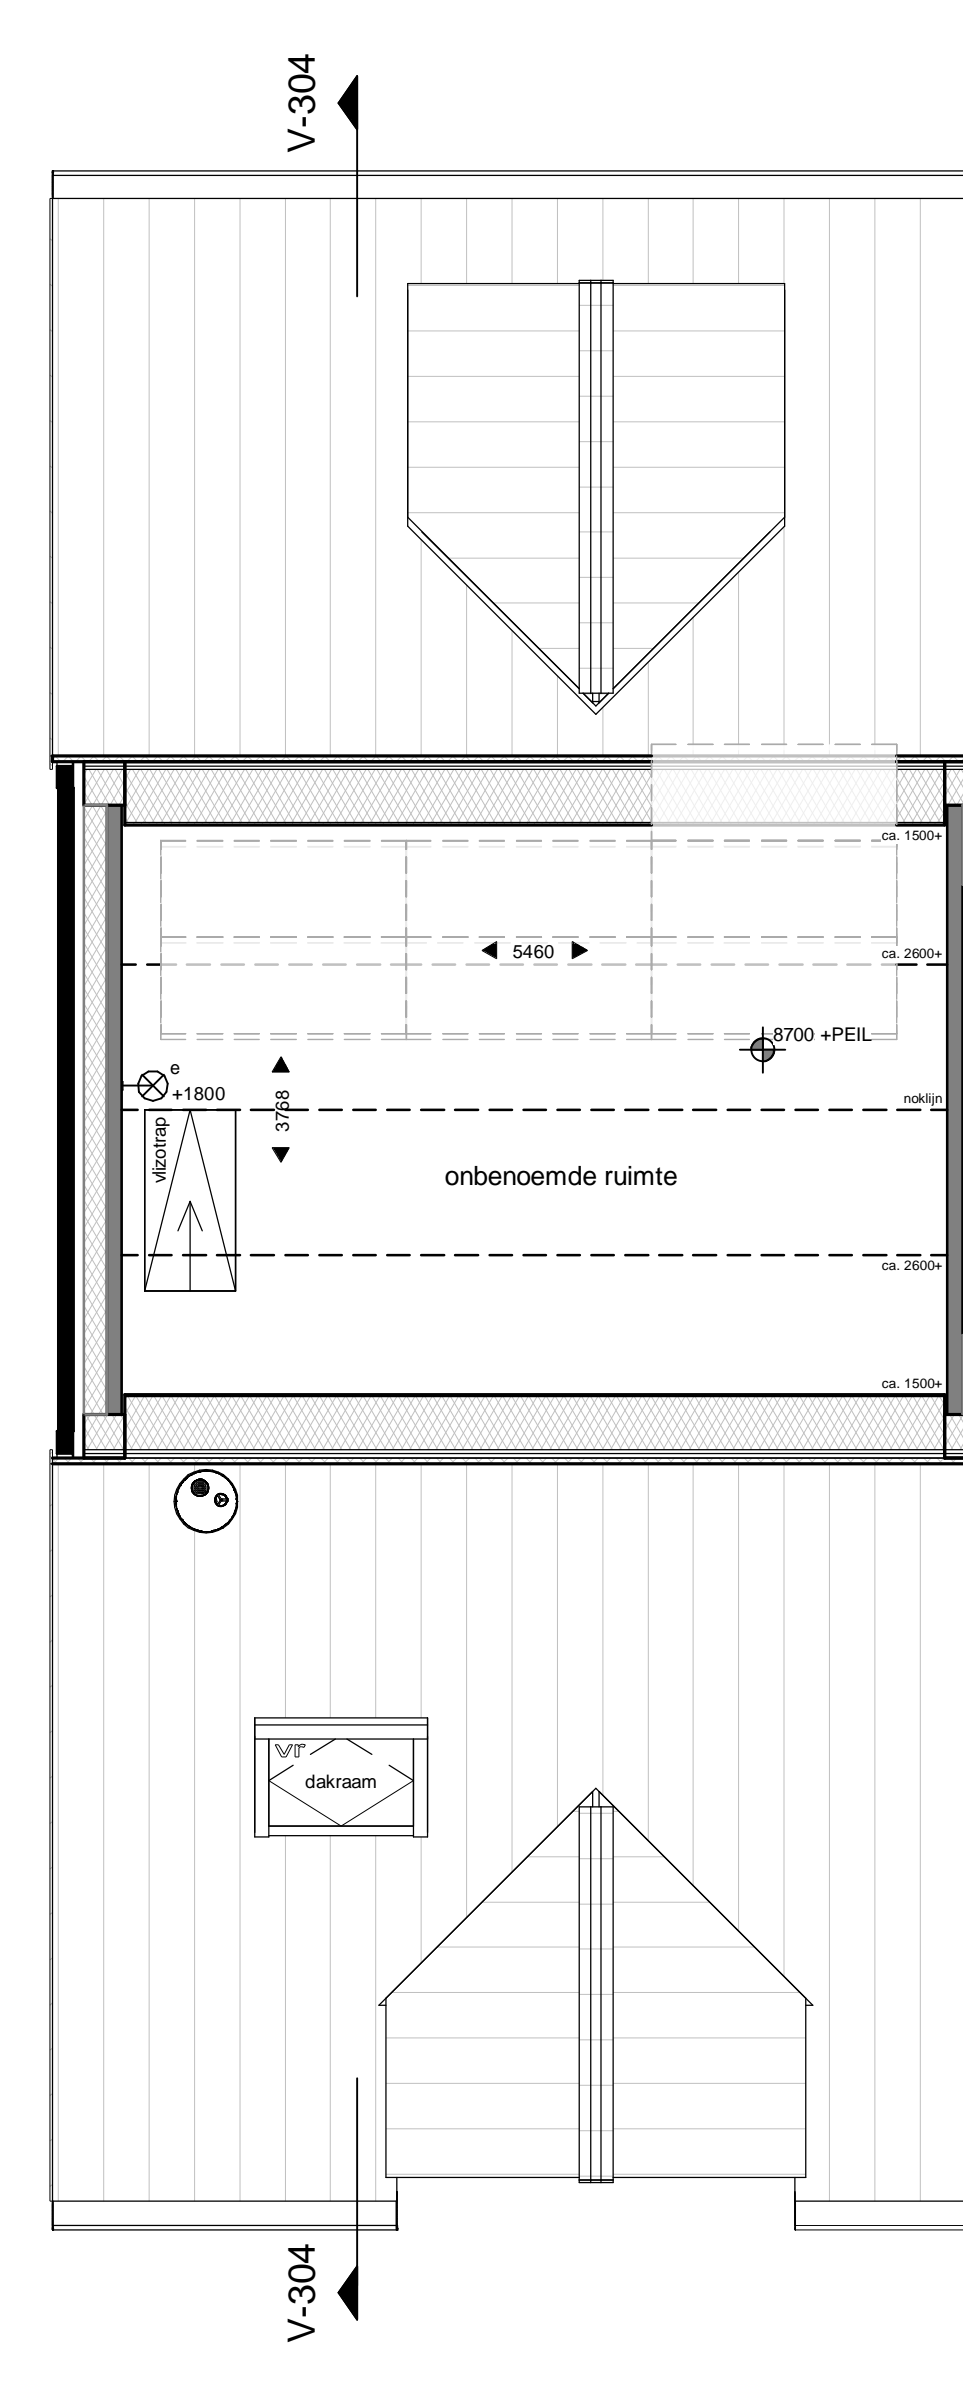 V-304
ca. 1500+
5460
ca. 2600+
8700 +PEIL
e
+1800
noklijn
3768
vlizotrap
onbenoemde ruimte
ca. 2600+
ca. 1500+
vr
dakraam
V-304